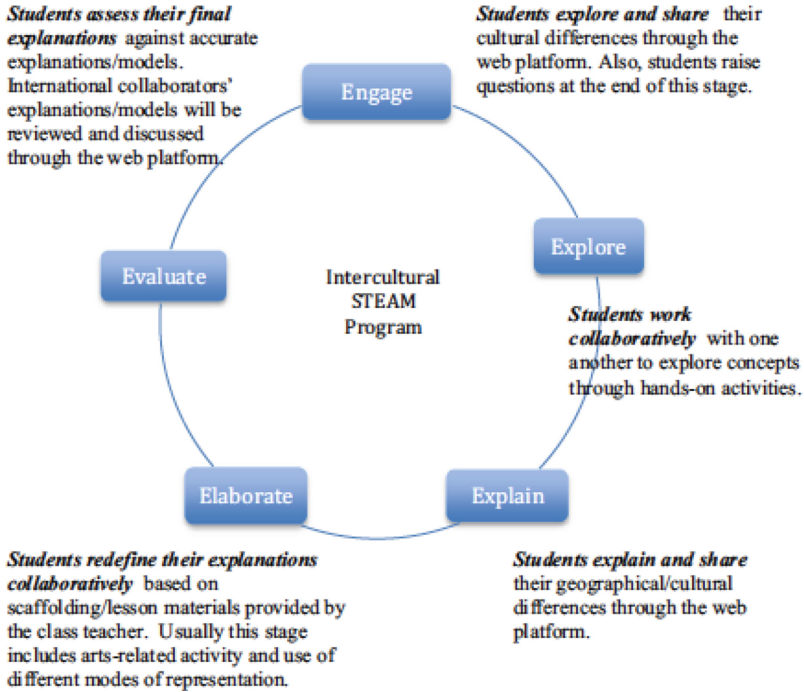 Students assess their final
explanations against accurate
explanations/models.
International collaborators'
explanations/models will be
reviewed and discussed
through the web platform.
Engage
Students explore and share their
cultural differences through the
web platform. Also, students raise
questions at the end of this stage.
Explore
Students work
collaboratively with one
another to explore concepts
through hands-on activities.
Explain
Students explain and share
their geographical/cultural
differences through the web
platform.
Elaborate
Students redefine their explanations
collaboratively based on
scaffolding/lesson materials provided by
the class teacher. Usually this stage
includes arts-related activity and use of
different modes of representation.
Evaluate
Intercultural
STEAM
Program